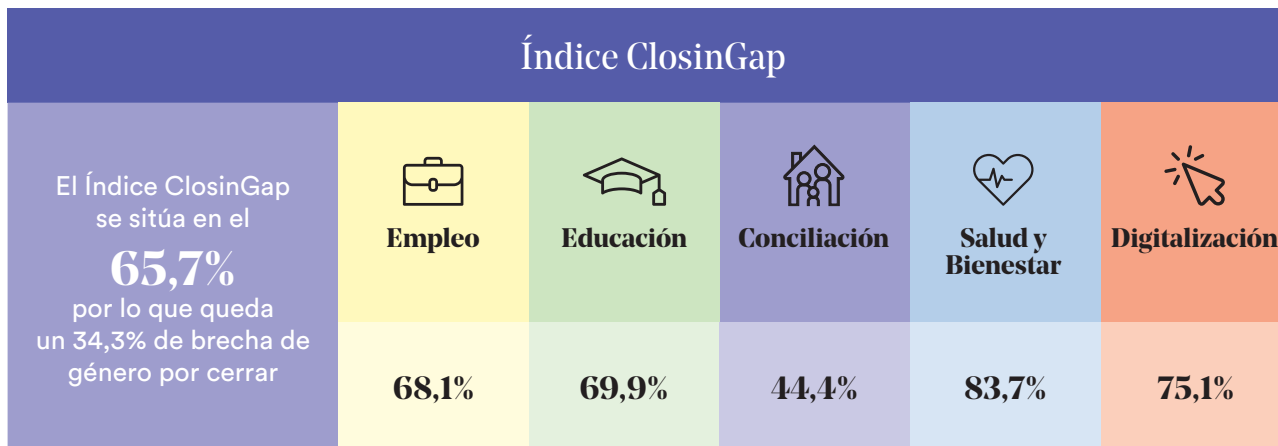 Índice ClosinGap
El Índice ClosinGap
se sitúa en el
65,7%
por lo que queda
un 34,3% de brecha de
género por cerrar
Empleo
Educación
Conciliación
Salud y
Bienestar
Digitalización
68,1%
69,9%
44,4%
83,7%
75,1%